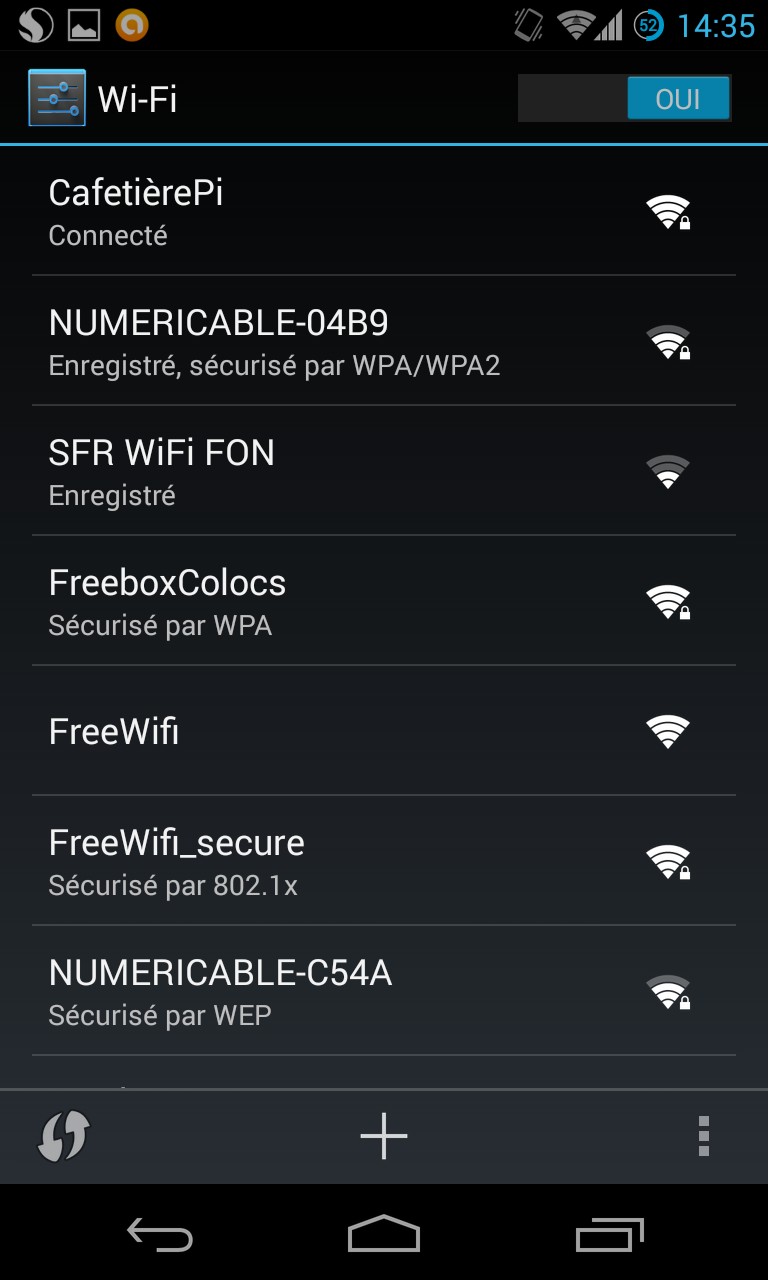 52 14:35
Wi-Fi OUI
CafetièrePi
Connecté
NUMERICABLE-04B9
Enregistré, sécurisé par WPA/WPA2
SFR WiFi FON
Enregistré
FreeboxColocs
Sécurisé par WPA
FreeWifi
FreeWifi_secure
Sécurisé par 802.1x
NUMERICABLE-C54A
Sécurisé par WEP